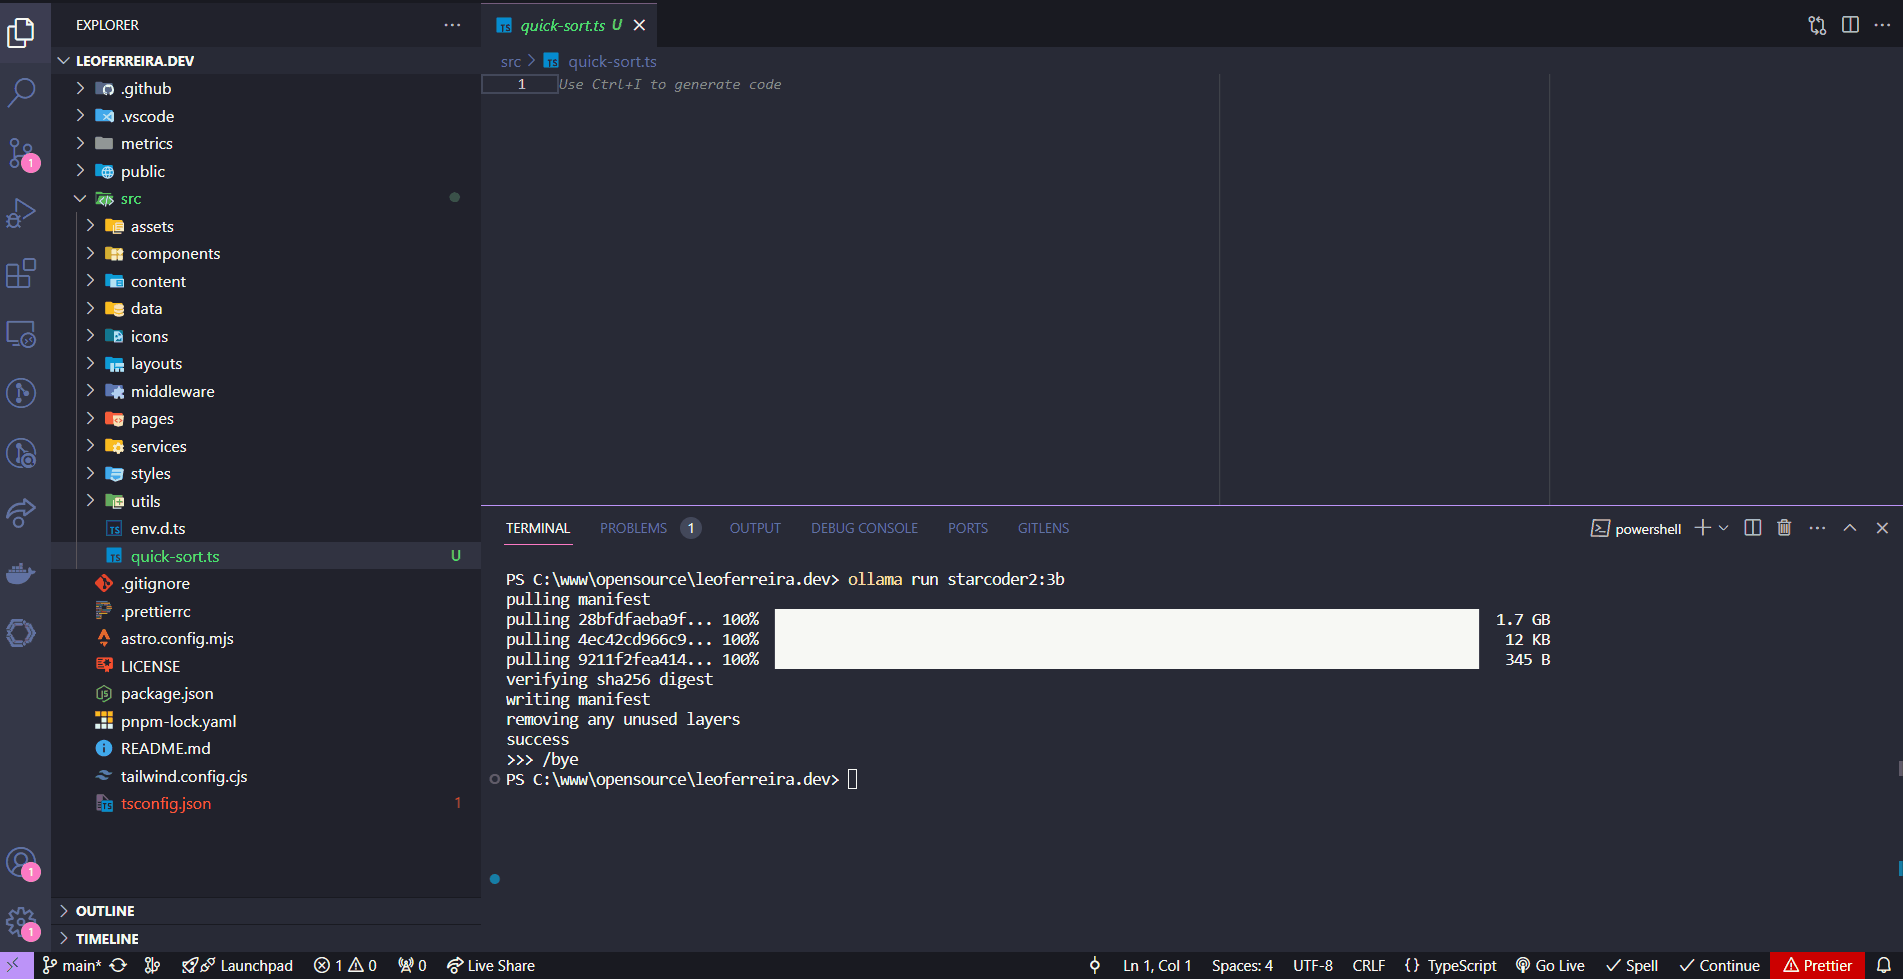 EXPLORER
LEOFERREIRA.DEV
.github
.vscode
metrics
public
src
assets
components
content
data
icons
layouts
middleware
pages
services
styles
utils
env.d.ts
quick-sort.ts U
.gitignore
.prettierrc
astro.config.mjs
LICENSE
package.json
pnpm-lock.yaml
README.md
tailwind.config.cjs
tsconfig.json 1
OUTLINE
TIMELINE
1
1
1
quick-sort.ts U
src > quick-sort.ts
1 Use Ctrl+I to generate code
TERMINAL PROBLEMS 1 OUTPUT DEBUG CONSOLE PORTS GITLENS powershell
PS C:\www\opensource\leoferreira.dev> ollama run starcoder2:3b
pulling manifest
pulling 28bfdfaeba9f... 100% 1.7 GB
pulling 4ec42cd966c9... 100% 12 KB
pulling 9211f2fea414... 100% 345 B
verifying sha256 digest
writing manifest
removing any unused layers
success
>>> /bye
PS C:\www\opensource\leoferreira.dev>
main* Launchpad 1 0 0 Live Share Ln 1, Col 1 Spaces: 4 UTF-8 CRLF {} TypeScript Go Live Spell Continue Prettier